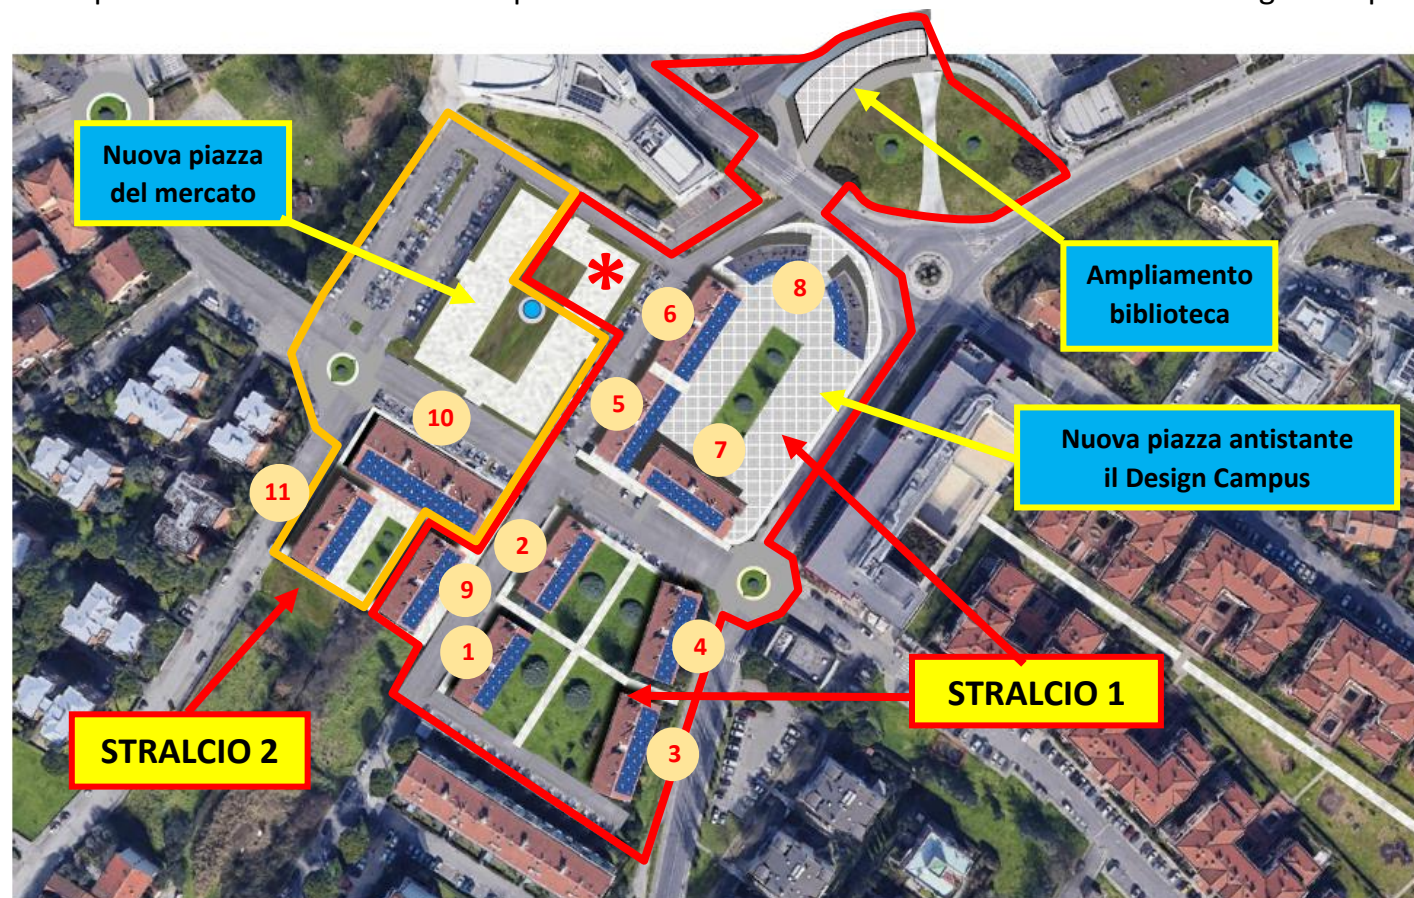 Nuova piazza
del mercato
*
Ampliamento
biblioteca
6
8
5
10
7
Nuova piazza antistante
il Design Campus
11
2
9
1
4
STRALCIO 1
STRALCIO 2
3